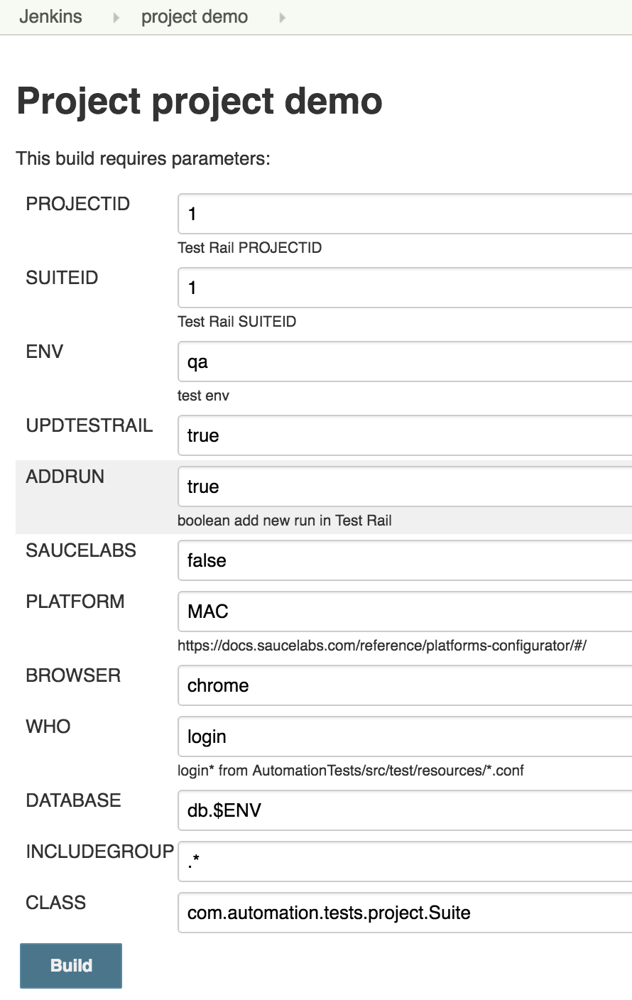 Jenkins project demo
Project project demo
This build requires parameters:
PROJECTID 1
Test Rail PROJECTID
SUITEID 1
Test Rail SUITEID
ENV qa
test env
UPDTESTRAIL true
ADDRUN true
boolean add new run in Test Rail
SAUCELABS false
PLATFORM MAC
https://docs.saucelabs.com/reference/platforms-configurator/#/
BROWSER chrome
WHO login
login* from AutomationTests/src/test/resources/*.conf
DATABASE db.$ENV
INCLUDEGROUP .*
CLASS com.automation.tests.project.Suite
Build